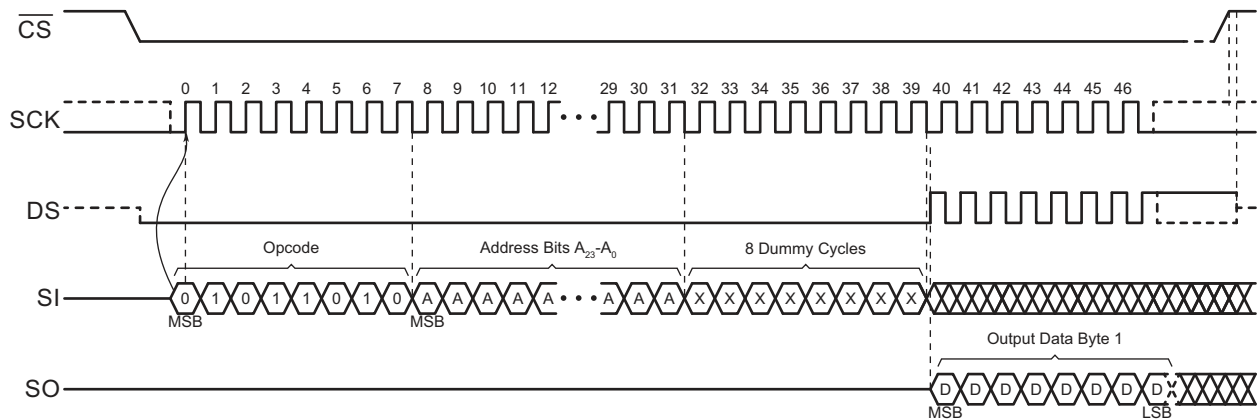 CS
0 1 2 3 4 5 6 7 8 9 10 11 12 29 30 31 32 33 34 35 36 37 38 39 40 41 42 43 44 45 46
SCK
DS
Opcode Address Bits A23-A0 8 Dummy Cycles
SI 0 1 0 1 1 0 1 0 A A A A A A A A X X X X X X X X
MSB MSB
Output Data Byte 1
SO D D D D D D D D
MSB LSB